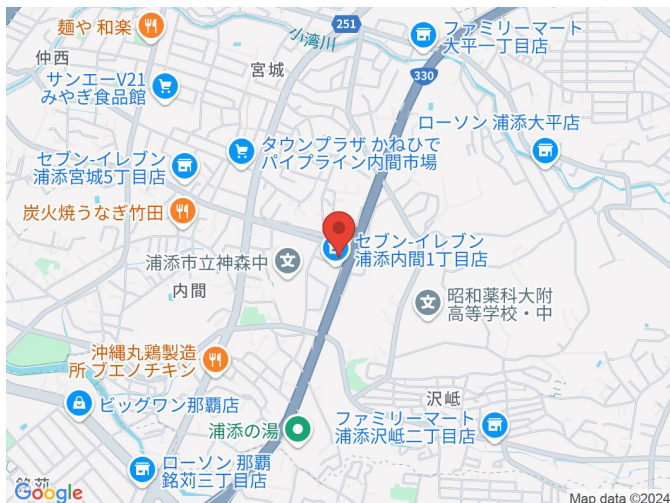 麺や 和楽
251
小湾川
ファミリーマート
大平一丁目店
仲西
宮城
330
サンエーV21
みやぎ食品館
ローソン 浦添大平店
タウンプラザ かねひで
パイプライン内間市場
セブン-イレブン
浦添宮城5丁目店
炭火焼うなぎ竹田
セブン-イレブン
浦添内間1丁目店
浦添市立神森中
文
内間
文
昭和薬科大附
高等学校・中
沖縄丸鶏製造
所 ブエノチキン
沢岻
ビッグワン那覇店
ファミリーマート
浦添沢岻二丁目店
浦添の湯
ローソン 那覇
銘苅三丁目店
銘苅
Google
Map data ©2024